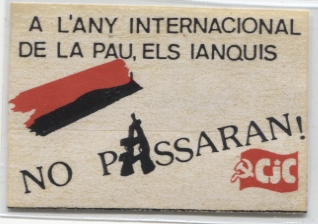 A L'ANY INTERNACIONAL
DE LA PAU, ELS IANQUIS
NO PASSARAN!
CJC